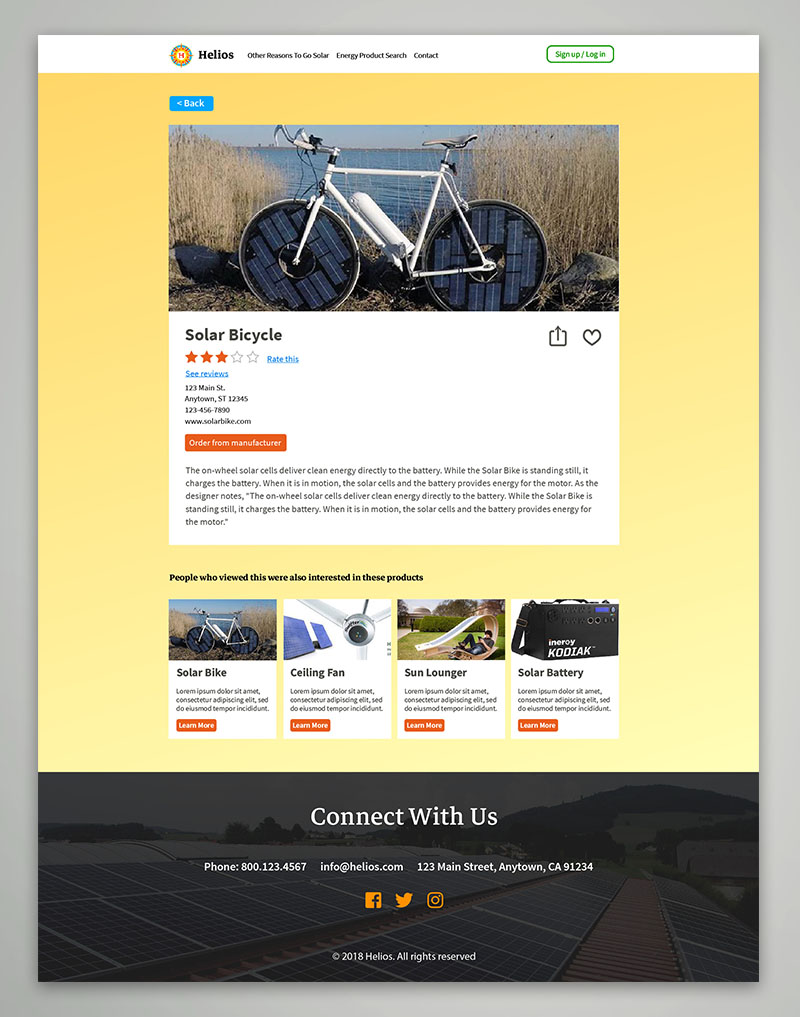 Helios
Other Reasons To Go Solar
Energy Product Search
Contact
Sign up / Log in
< Back
Solar Bicycle
Rate this
See reviews
123 Main St.
Anytown, ST 12345
123-456-7890
www.solarbike.com
Order from manufacturer
The on-wheel solar cells deliver clean energy directly to the battery. While the Solar Bike is standing still, it
charges the battery. When it is in motion, the solar cells and the battery provides energy for the motor. As the
designer notes, "The on-wheel solar cells deliver clean energy directly to the battery. While the Solar Bike is
standing still, it charges the battery. When it is in motion, the solar cells and the battery provides energy for
the motor."
People who viewed this were also interested in these products
Solar Bike
Lorem ipsum dolor sit amet,
consectetur adipiscing elit, sed
do eiusmod tempor incididunt.
Learn More
Ceiling Fan
Lorem ipsum dolor sit amet,
consectetur adipiscing elit, sed
do eiusmod tempor incididunt.
Learn More
Sun Lounger
Lorem ipsum dolor sit amet,
consectetur adipiscing elit, sed
do eiusmod tempor incididunt.
Learn More
inergy
KODIAK
Solar Battery
Lorem ipsum dolor sit amet,
consectetur adipiscing elit, sed
do eiusmod tempor incididunt.
Learn More
Connect With Us
Phone: 800.123.4567
info@helios.com
123 Main Street, Anytown, CA 91234
© 2018 Helios. All rights reserved